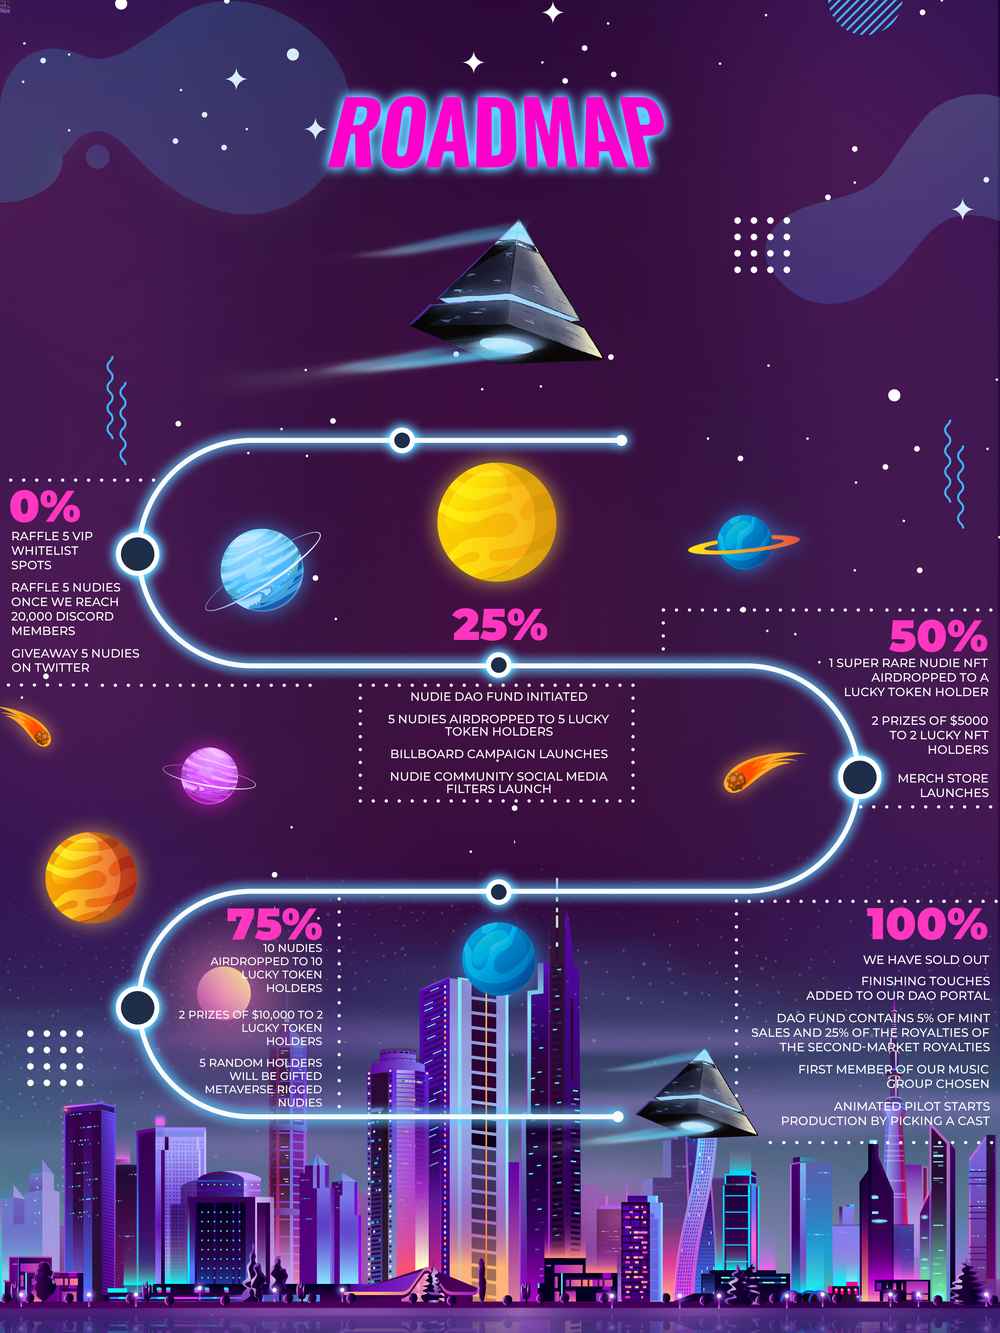 ROADMAP
0%
RAFFLE 5 VIP
WHITELIST
SPOTS
RAFFLE 5 NUDIES
ONCE WE REACH
20,000 DISCORD
MEMBERS
GIVEAWAY 5 NUDIES
ON TWITTER
25%
NUDIE DAO FUND INITIATED
5 NUDIES AIRDROPPED TO 5 LUCKY
TOKEN HOLDERS
BILLBOARD CAMPAIGN LAUNCHES
NUDIE COMMUNITY SOCIAL MEDIA
FILTERS LAUNCH
50%
1 SUPER RARE NUDIE NFT
AIRDROPPED TO A
LUCKY TOKEN HOLDER
2 PRIZES OF $5000
TO 2 LUCKY NFT
HOLDERS
MERCH STORE
LAUNCHES
75%
10 NUDIES
AIRDROPPED TO 10
LUCKY TOKEN
HOLDERS
2 PRIZES OF $10,000 TO 2
LUCKY TOKEN
HOLDERS
5 RANDOM HOLDERS
WILL BE GIFTED
METAVERSE RIGGED
NUDIES
100%
WE HAVE SOLD OUT
FINISHING TOUCHES
ADDED TO OUR DAO PORTAL
DAO FUND CONTAINS 5% OF MINT
SALES AND 25% OF THE ROYALTIES OF
THE SECOND-MARKET ROYALTIES
FIRST MEMBER OF OUR MUSIC
GROUP CHOSEN
ANIMATED PILOT STARTS
PRODUCTION BY PICKING A CAST